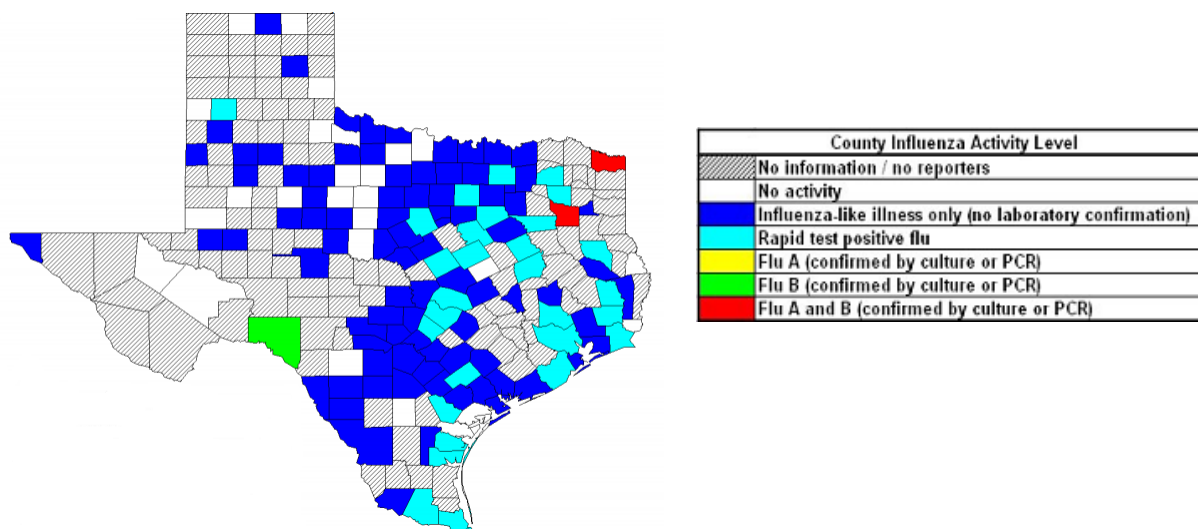 County Influenza Activity Level
No information / no reporters
No activity
Influenza-like illness only (no laboratory confirmation)
Rapid test positive flu
Flu A (confirmed by culture or PCR)
Flu B (confirmed by culture or PCR)
Flu A and B (confirmed by culture or PCR)